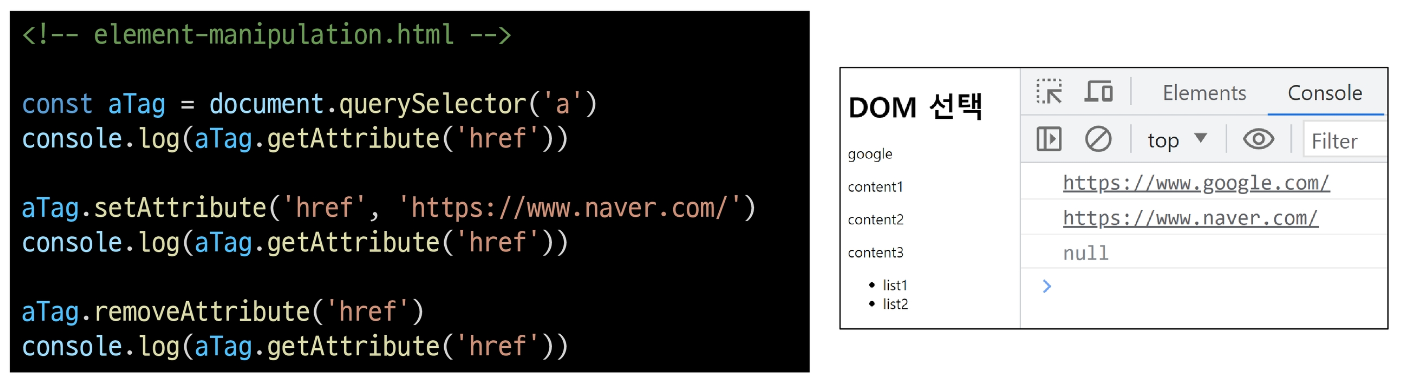 <!-- element-manipulation.html -->
const aTag = document.querySelector('a')
console.log(aTag.getAttribute('href'))
aTag.setAttribute('href', 'https://www.naver.com/')
console.log(aTag.getAttribute('href'))
aTag.removeAttribute('href')
console.log(aTag.getAttribute('href'))
DOM 선택
google
content1
content2
content3
list1
list2
Elements Console
top Filter
https://www.google.com/
https://www.naver.com/
null